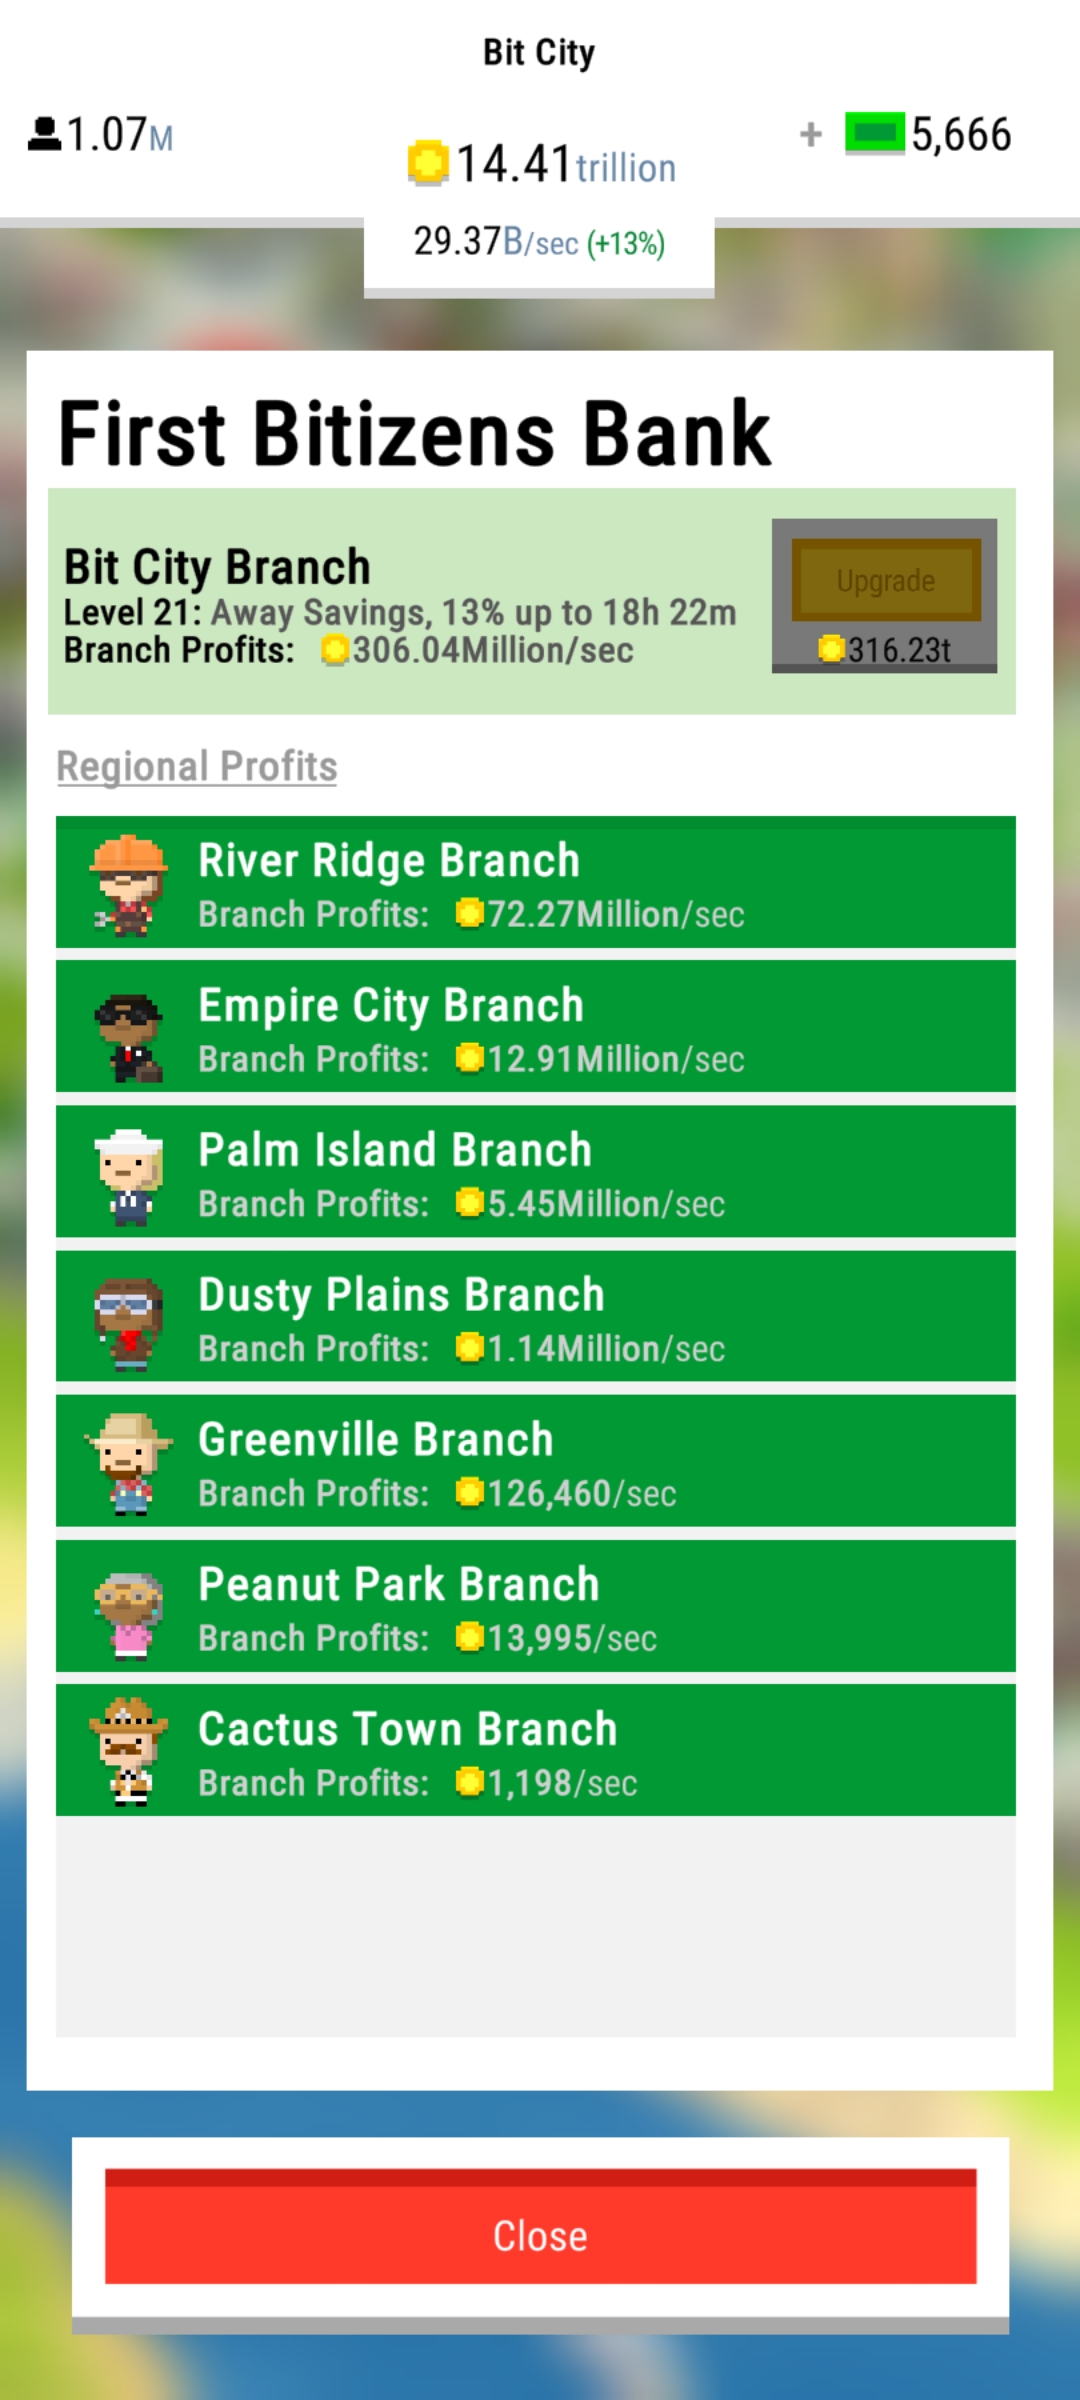 Bit City
1.07M
14.41trillion
+ 5,666
29.37B/sec (+13%)
First Bitizens Bank
Bit City Branch
Level 21: Away Savings, 13% up to 18h 22m
Branch Profits: 306.04Million/sec
Upgrade
316.23t
Regional Profits
River Ridge Branch
Branch Profits: 72.27Million/sec
Empire City Branch
Branch Profits: 12.91Million/sec
Palm Island Branch
Branch Profits: 5.45Million/sec
Dusty Plains Branch
Branch Profits: 1.14Million/sec
Greenville Branch
Branch Profits: 126,460/sec
Peanut Park Branch
Branch Profits: 13,995/sec
Cactus Town Branch
Branch Profits: 1,198/sec
Close